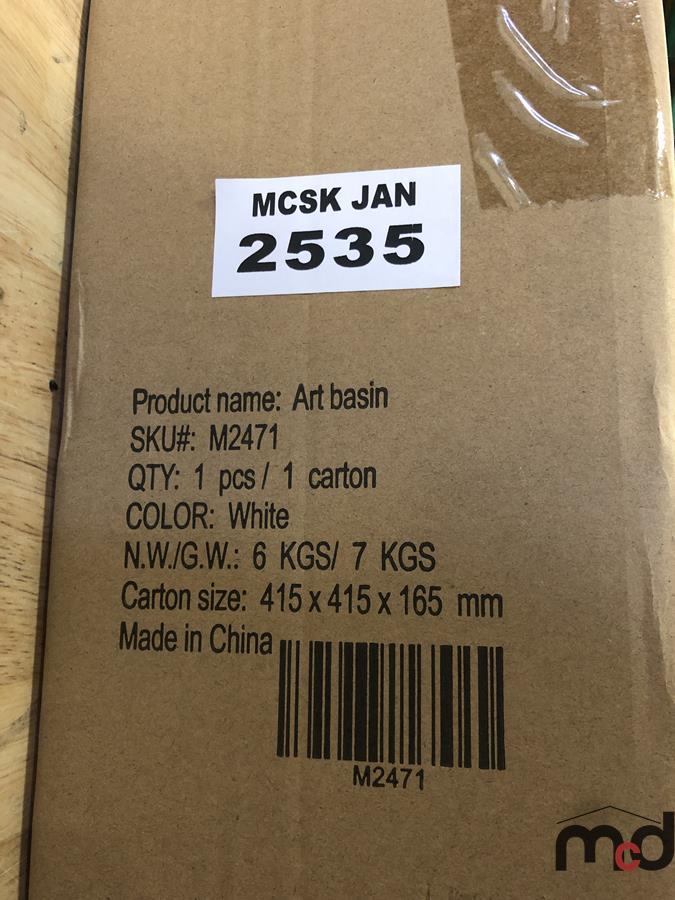 MCSK JAN
2535
Product name: Art basin
SKU#: M2471
QTY: 1 pcs / 1 carton
COLOR: White
N.W./G.W.: 6 KGS/ 7 KGS
Carton size: 415 x 415 x 165 mm
Made in China
M2471
mcd